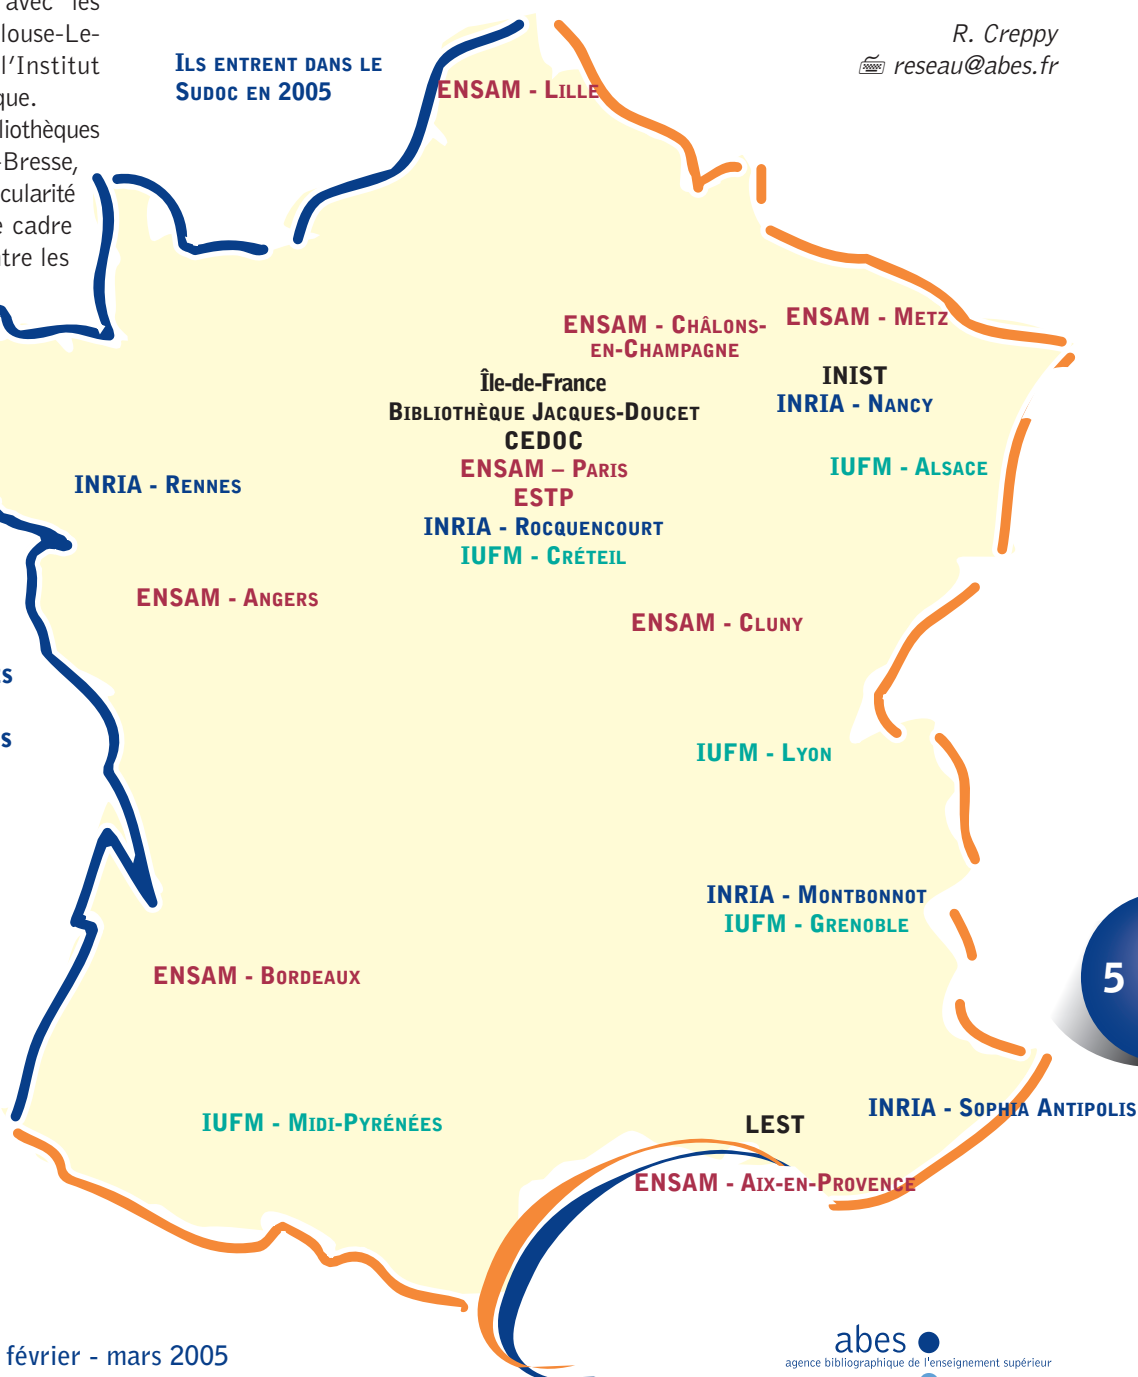 avec les
louse-Le-
l'Institut
que.
liothèques
-Bresse,
cularité
e cadre
ntre les
R. Creppy
reseau@abes.fr
ILS ENTRENT DANS LE
SUDOC EN 2005
ENSAM - LILLE
ENSAM - CHÂLONS-
EN-CHAMPAGNE
ENSAM - METZ
Île-de-France
BIBLIOTHÈQUE JACQUES-DOUCET
CEDOC
ENSAM – PARIS
ESTP
INRIA - ROCQUENCOURT
IUFM - CRÉTEIL
INIST
INRIA - NANCY
IUFM - ALSACE
INRIA - RENNES
ENSAM - ANGERS
ENSAM - CLUNY
ES
S
IUFM - LYON
INRIA - MONTBONNOT
IUFM - GRENOBLE
ENSAM - BORDEAUX
5
IUFM - MIDI-PYRÉNÉES
LEST
INRIA - SOPHIA ANTIPOLIS
ENSAM - AIX-EN-PROVENCE
février - mars 2005
abes
agence bibliographique de l'enseignement supérieur